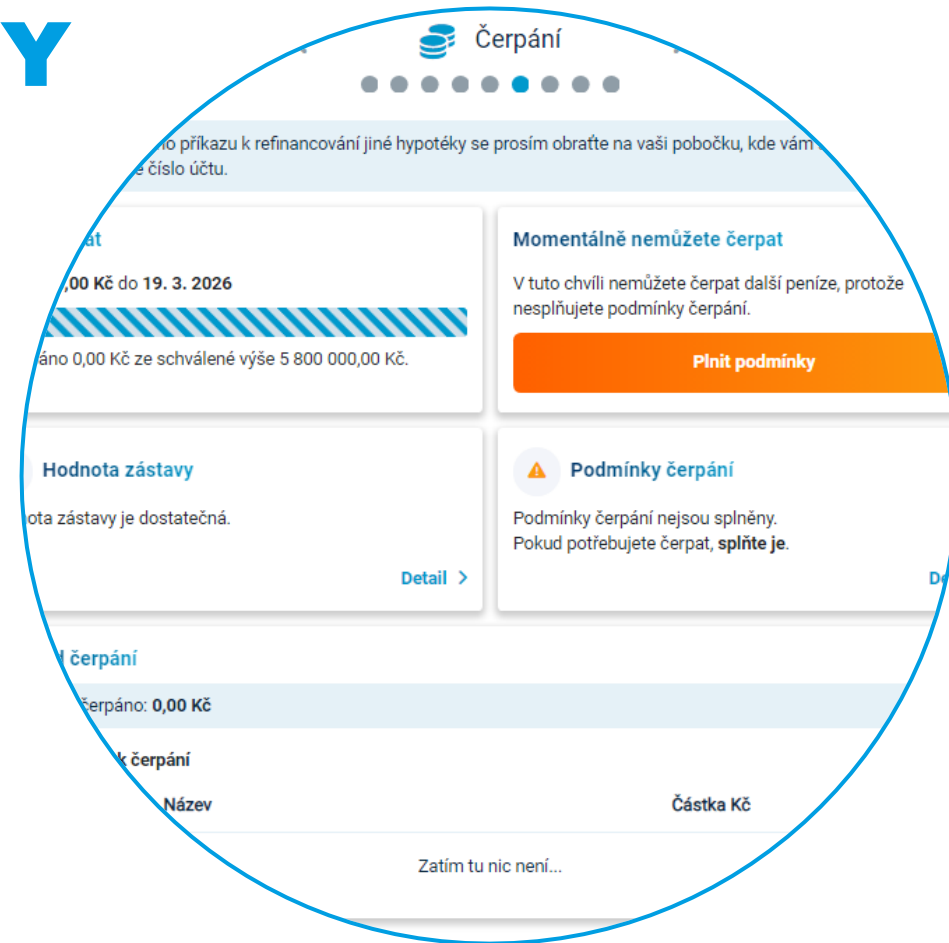 Y
Čerpání
příkazu k refinancování jiné hypotéky se prosím obraťte na vaši pobočku, kde vám
číslo účtu.
,00 Kč do 19. 3. 2026
0,00 Kč ze schválené výše 5 800 000,00 Kč.
Momentálně nemůžete čerpat
V tuto chvíli nemůžete čerpat další peníze, protože
nesplňujete podmínky čerpání.
Plnit podmínky
Hodnota zástavy
zástavy je dostatečná.
Detail
Podmínky čerpání
Podmínky čerpání nejsou splněny.
Pokud potřebujete čerpat, splňte je.
čerpání
čerpáno: 0,00 Kč
k čerpání
Název
Částka Kč
Zatím tu nic není...